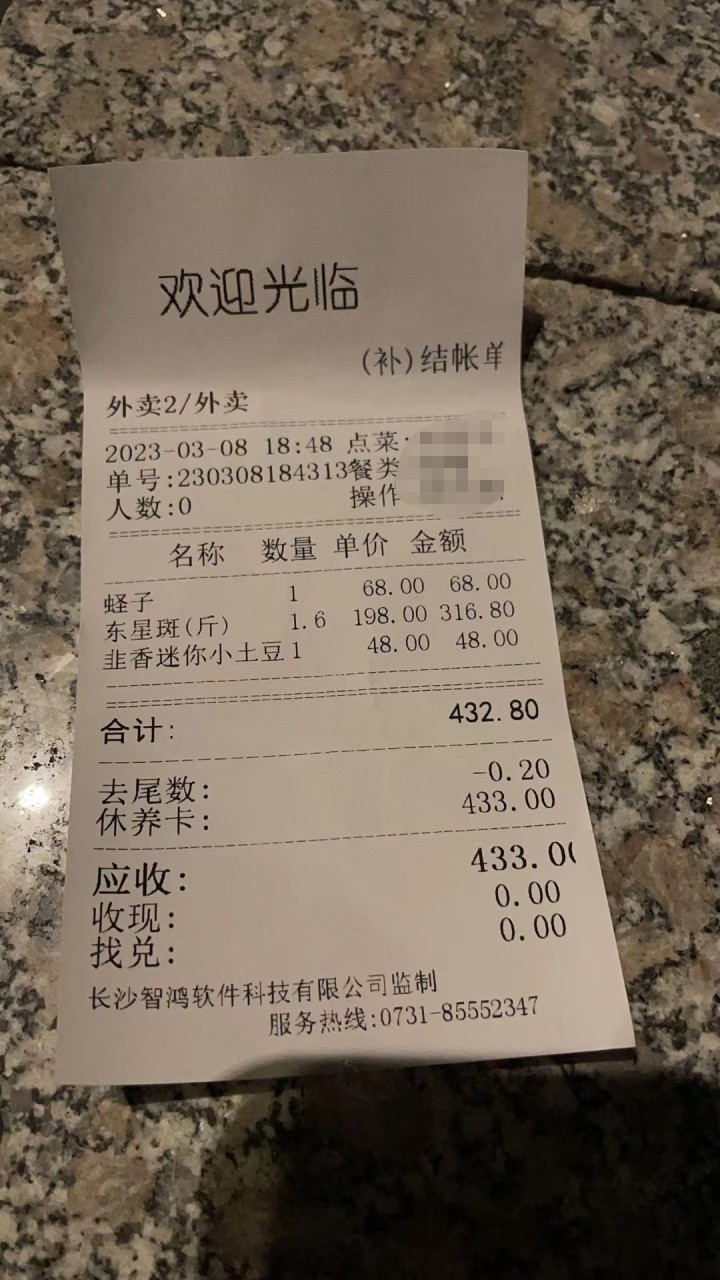 欢迎光临
(补)结帐单
外卖2/外卖
2023-03-08 18:48 点菜:
单号:230308184313餐类
人数:0 操作
名称 数量 单价 金额
蛏子 1 68.00 68.00
东星斑(斤) 1.6 198.00 316.80
韭香迷你小土豆1 48.00 48.00
合计: 432.80
去尾数: -0.20
休养卡: 433.00
应收: 433.0
收现: 0.00
找兑: 0.00
长沙智鸿软件科技有限公司监制
服务热线:0731-85552347